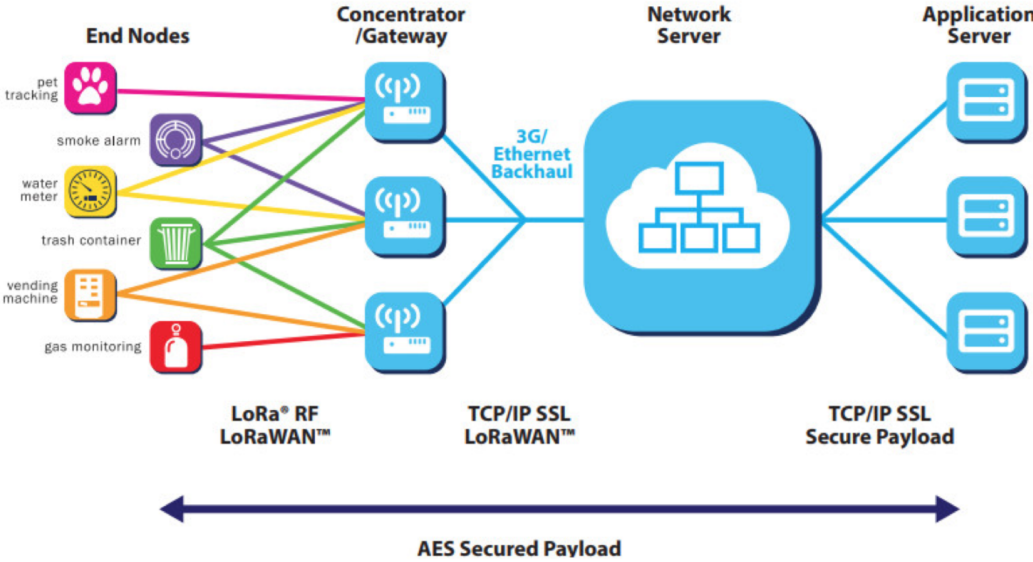 End Nodes
Concentrator
/Gateway
Network
Server
Application
Server
pet
tracking
smoke alarm
water
meter
trash container
vending
machine
gas monitoring
3G/
Ethernet
Backhaul
LoRa® RF
LoRaWAN™
TCP/IP SSL
LoRaWAN™
TCP/IP SSL
Secure Payload
AES Secured Payload